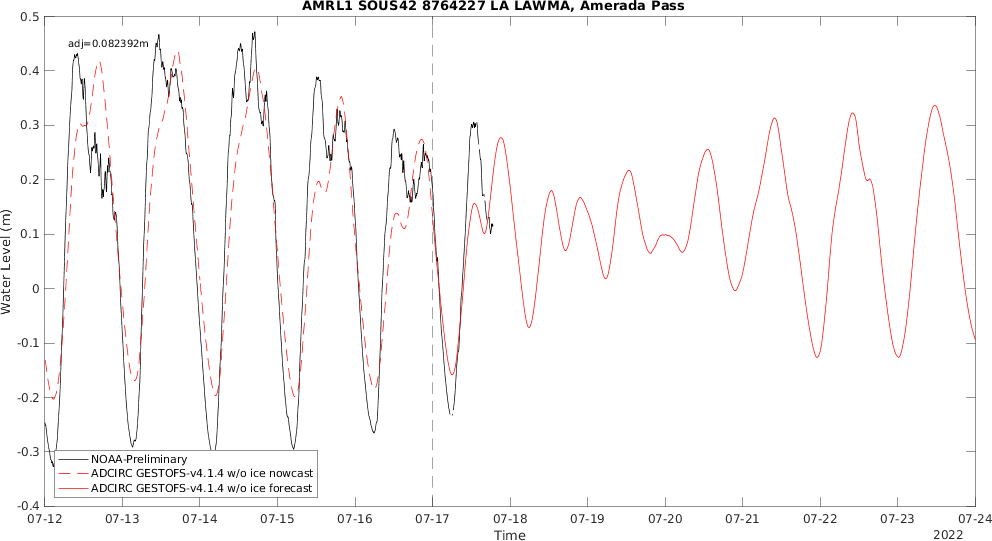 AMRL1 SOUS42 8764227 LA LAWMA, Amerada Pass
adj=0.082392m
0.5
0.4
0.3
0.2
0.1
0
-0.1
-0.2
-0.3
-0.4
Water Level (m)
NOAA-Preliminary
ADCIRC GESTOFS-v4.1.4 w/o ice nowcast
ADCIRC GESTOFS-v4.1.4 w/o ice forecast
07-12 07-13 07-14 07-15 07-16 07-17 07-18 07-19 07-20 07-21 07-22 07-23 07-24
Time
2022